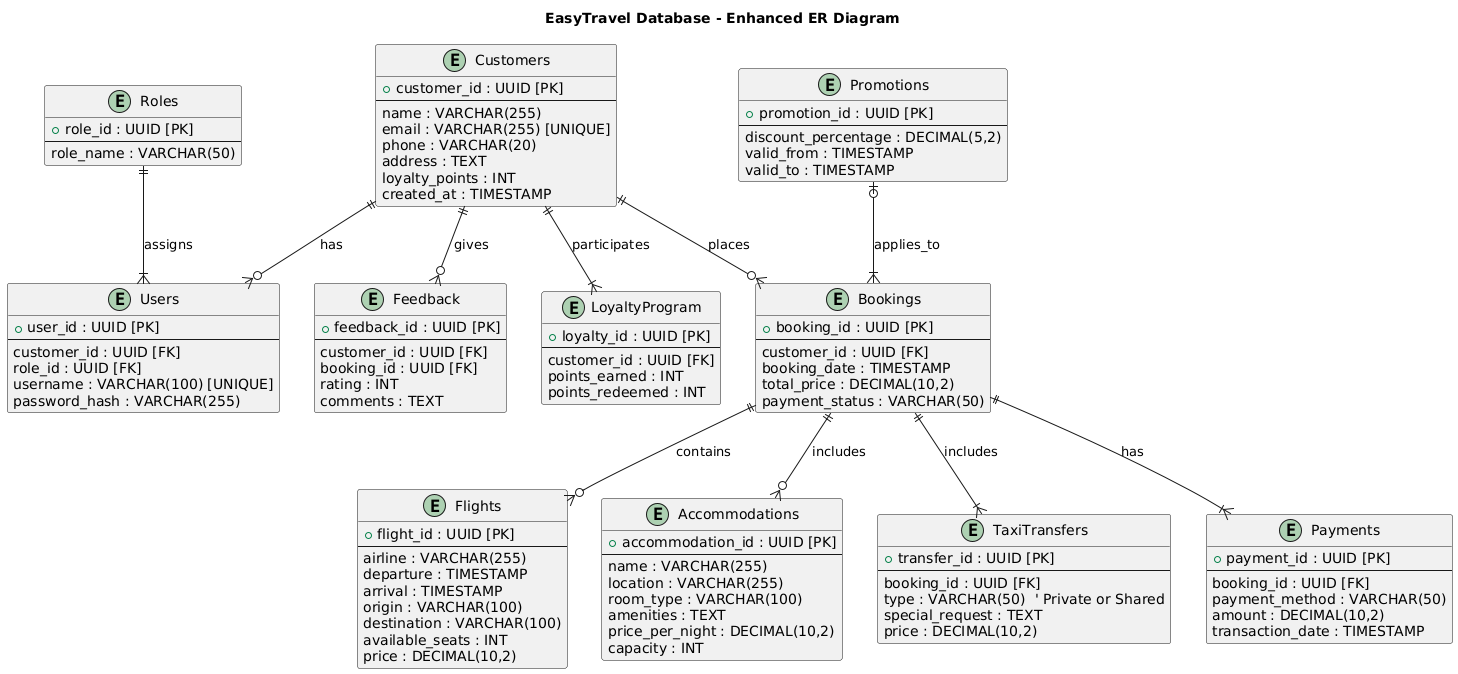 EasyTravel Database - Enhanced ER Diagram
E Customers
customer_id : UUID [PK]
name : VARCHAR(255)
email : VARCHAR(255) [UNIQUE]
phone : VARCHAR(20)
address : TEXT
loyalty_points : INT
created_at : TIMESTAMP
E Promotions
promotion_id : UUID [PK]
discount_percentage : DECIMAL(5,2)
valid_from : TIMESTAMP
valid_to : TIMESTAMP
E Roles
role_id : UUID [PK]
role_name : VARCHAR(50)
assigns
has
gives
participates
places
applies_to
E Users
user_id : UUID [PK]
customer_id : UUID [FK]
role_id : UUID [FK]
username : VARCHAR(100) [UNIQUE]
password_hash : VARCHAR(255)
E Feedback
feedback_id : UUID [PK]
customer_id : UUID [FK]
booking_id : UUID [FK]
rating : INT
comments : TEXT
E LoyaltyProgram
loyalty_id : UUID [PK]
customer_id : UUID [FK]
points_earned : INT
points_redeemed : INT
E Bookings
booking_id : UUID [PK]
customer_id : UUID [FK]
booking_date : TIMESTAMP
total_price : DECIMAL(10,2)
payment_status : VARCHAR(50)
contains
includes
includes
has
E Flights
flight_id : UUID [PK]
airline : VARCHAR(255)
departure : TIMESTAMP
arrival : TIMESTAMP
origin : VARCHAR(100)
destination : VARCHAR(100)
available_seats : INT
price : DECIMAL(10,2)
E Accommodations
accommodation_id : UUID [PK]
name : VARCHAR(255)
location : VARCHAR(255)
room_type : VARCHAR(100)
amenities : TEXT
price_per_night : DECIMAL(10,2)
capacity : INT
E TaxiTransfers
transfer_id : UUID [PK]
booking_id : UUID [FK]
type : VARCHAR(50)  ' Private or Shared
special_request : TEXT
price : DECIMAL(10,2)
E Payments
payment_id : UUID [PK]
booking_id : UUID [FK]
payment_method : VARCHAR(50)
amount : DECIMAL(10,2)
transaction_date : TIMESTAMP